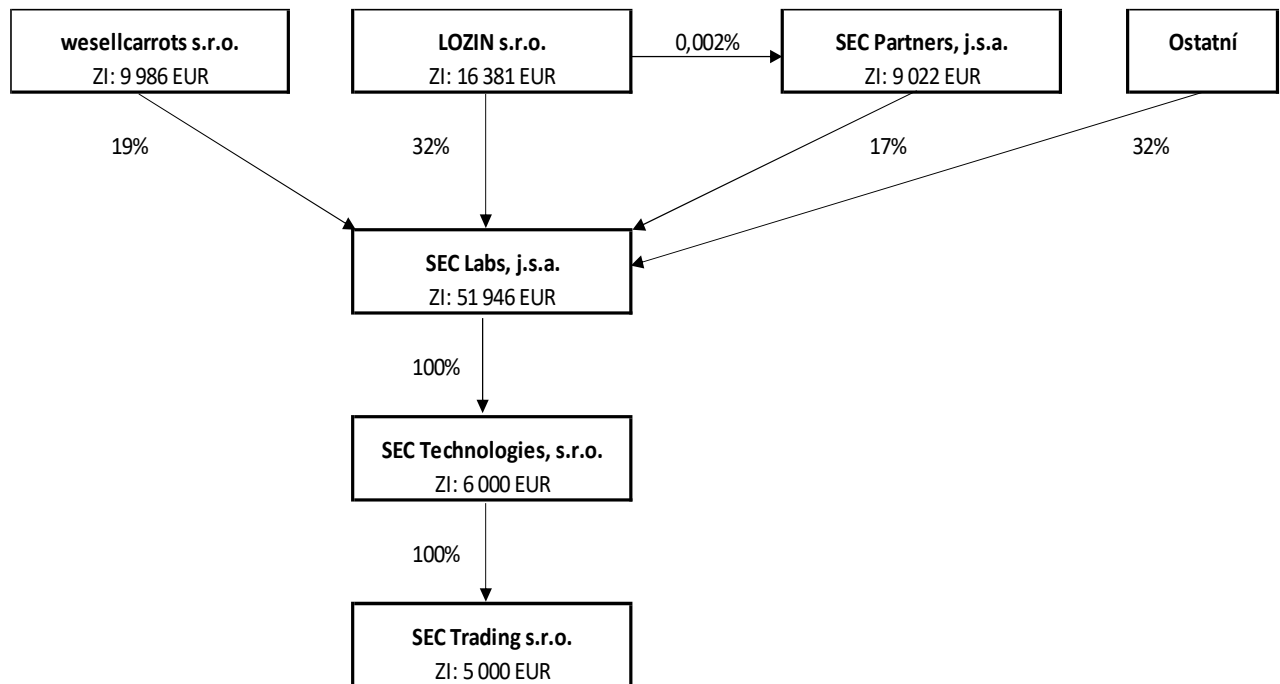 wesellcarrots s.r.o.
ZI: 9 986 EUR
LOZIN s.r.o.
ZI: 16 381 EUR
0,002%
SEC Partners, j.s.a.
ZI: 9 022 EUR
Ostatní
19%
32%
17%
32%
SEC Labs, j.s.a.
ZI: 51 946 EUR
100%
SEC Technologies, s.r.o.
ZI: 6 000 EUR
100%
SEC Trading s.r.o.
ZI: 5 000 EUR